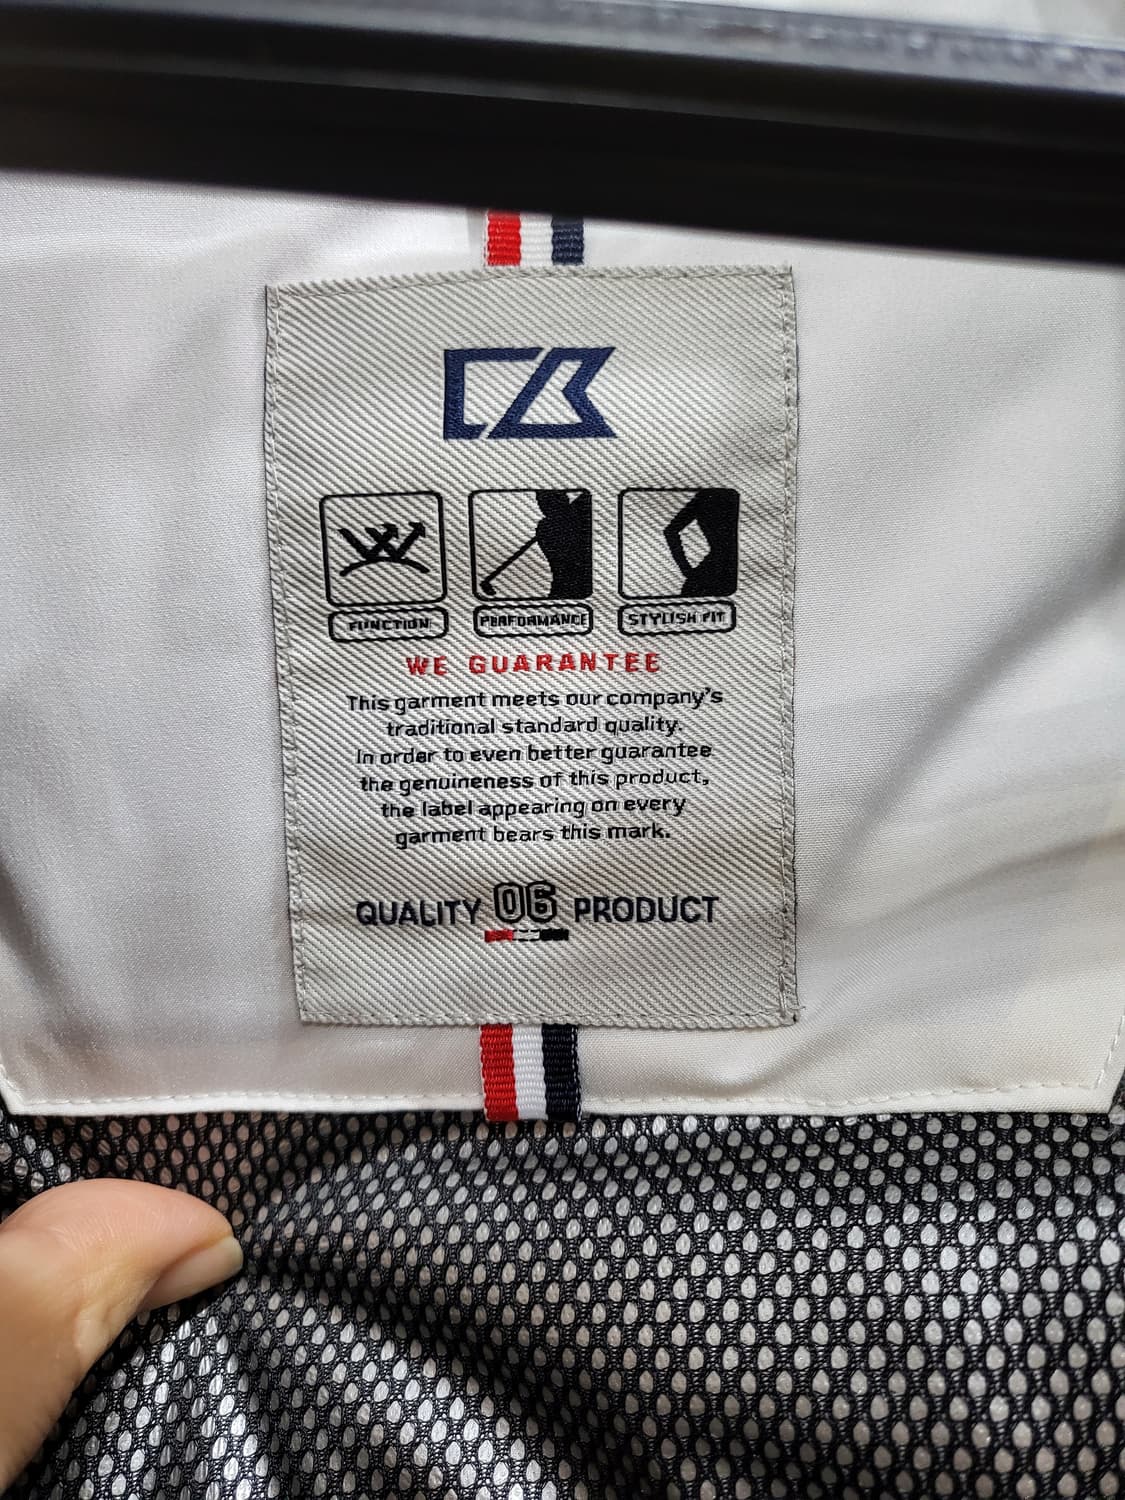 CB
FUNCTION
PERFORMANCE
STYLISH FIT
WE GUARANTEE
This garment meets our company's
traditional standard quality.
In order to even better guarantee
the genuineness of this product,
the label appearing on every
garment bears this mark.
QUALITY 06 PRODUCT